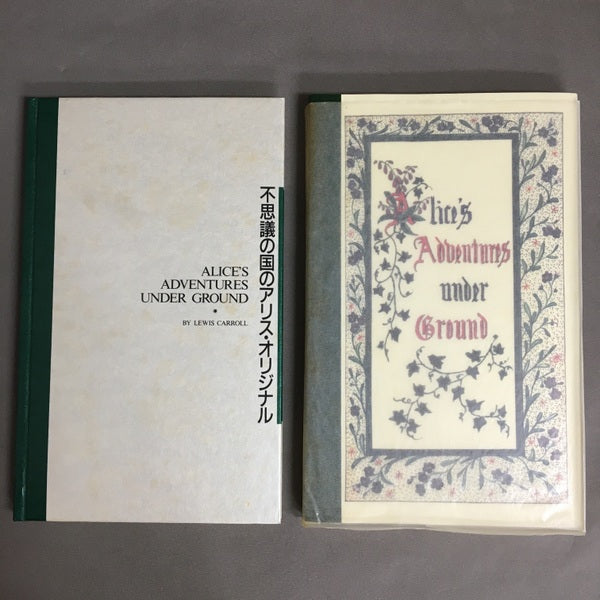 ALICE'S
ADVENTURES
UNDER GROUND
BY LEWIS CARROLL
不思議の国のアリス・オリジナル
Alice's
Adventures
under
Ground